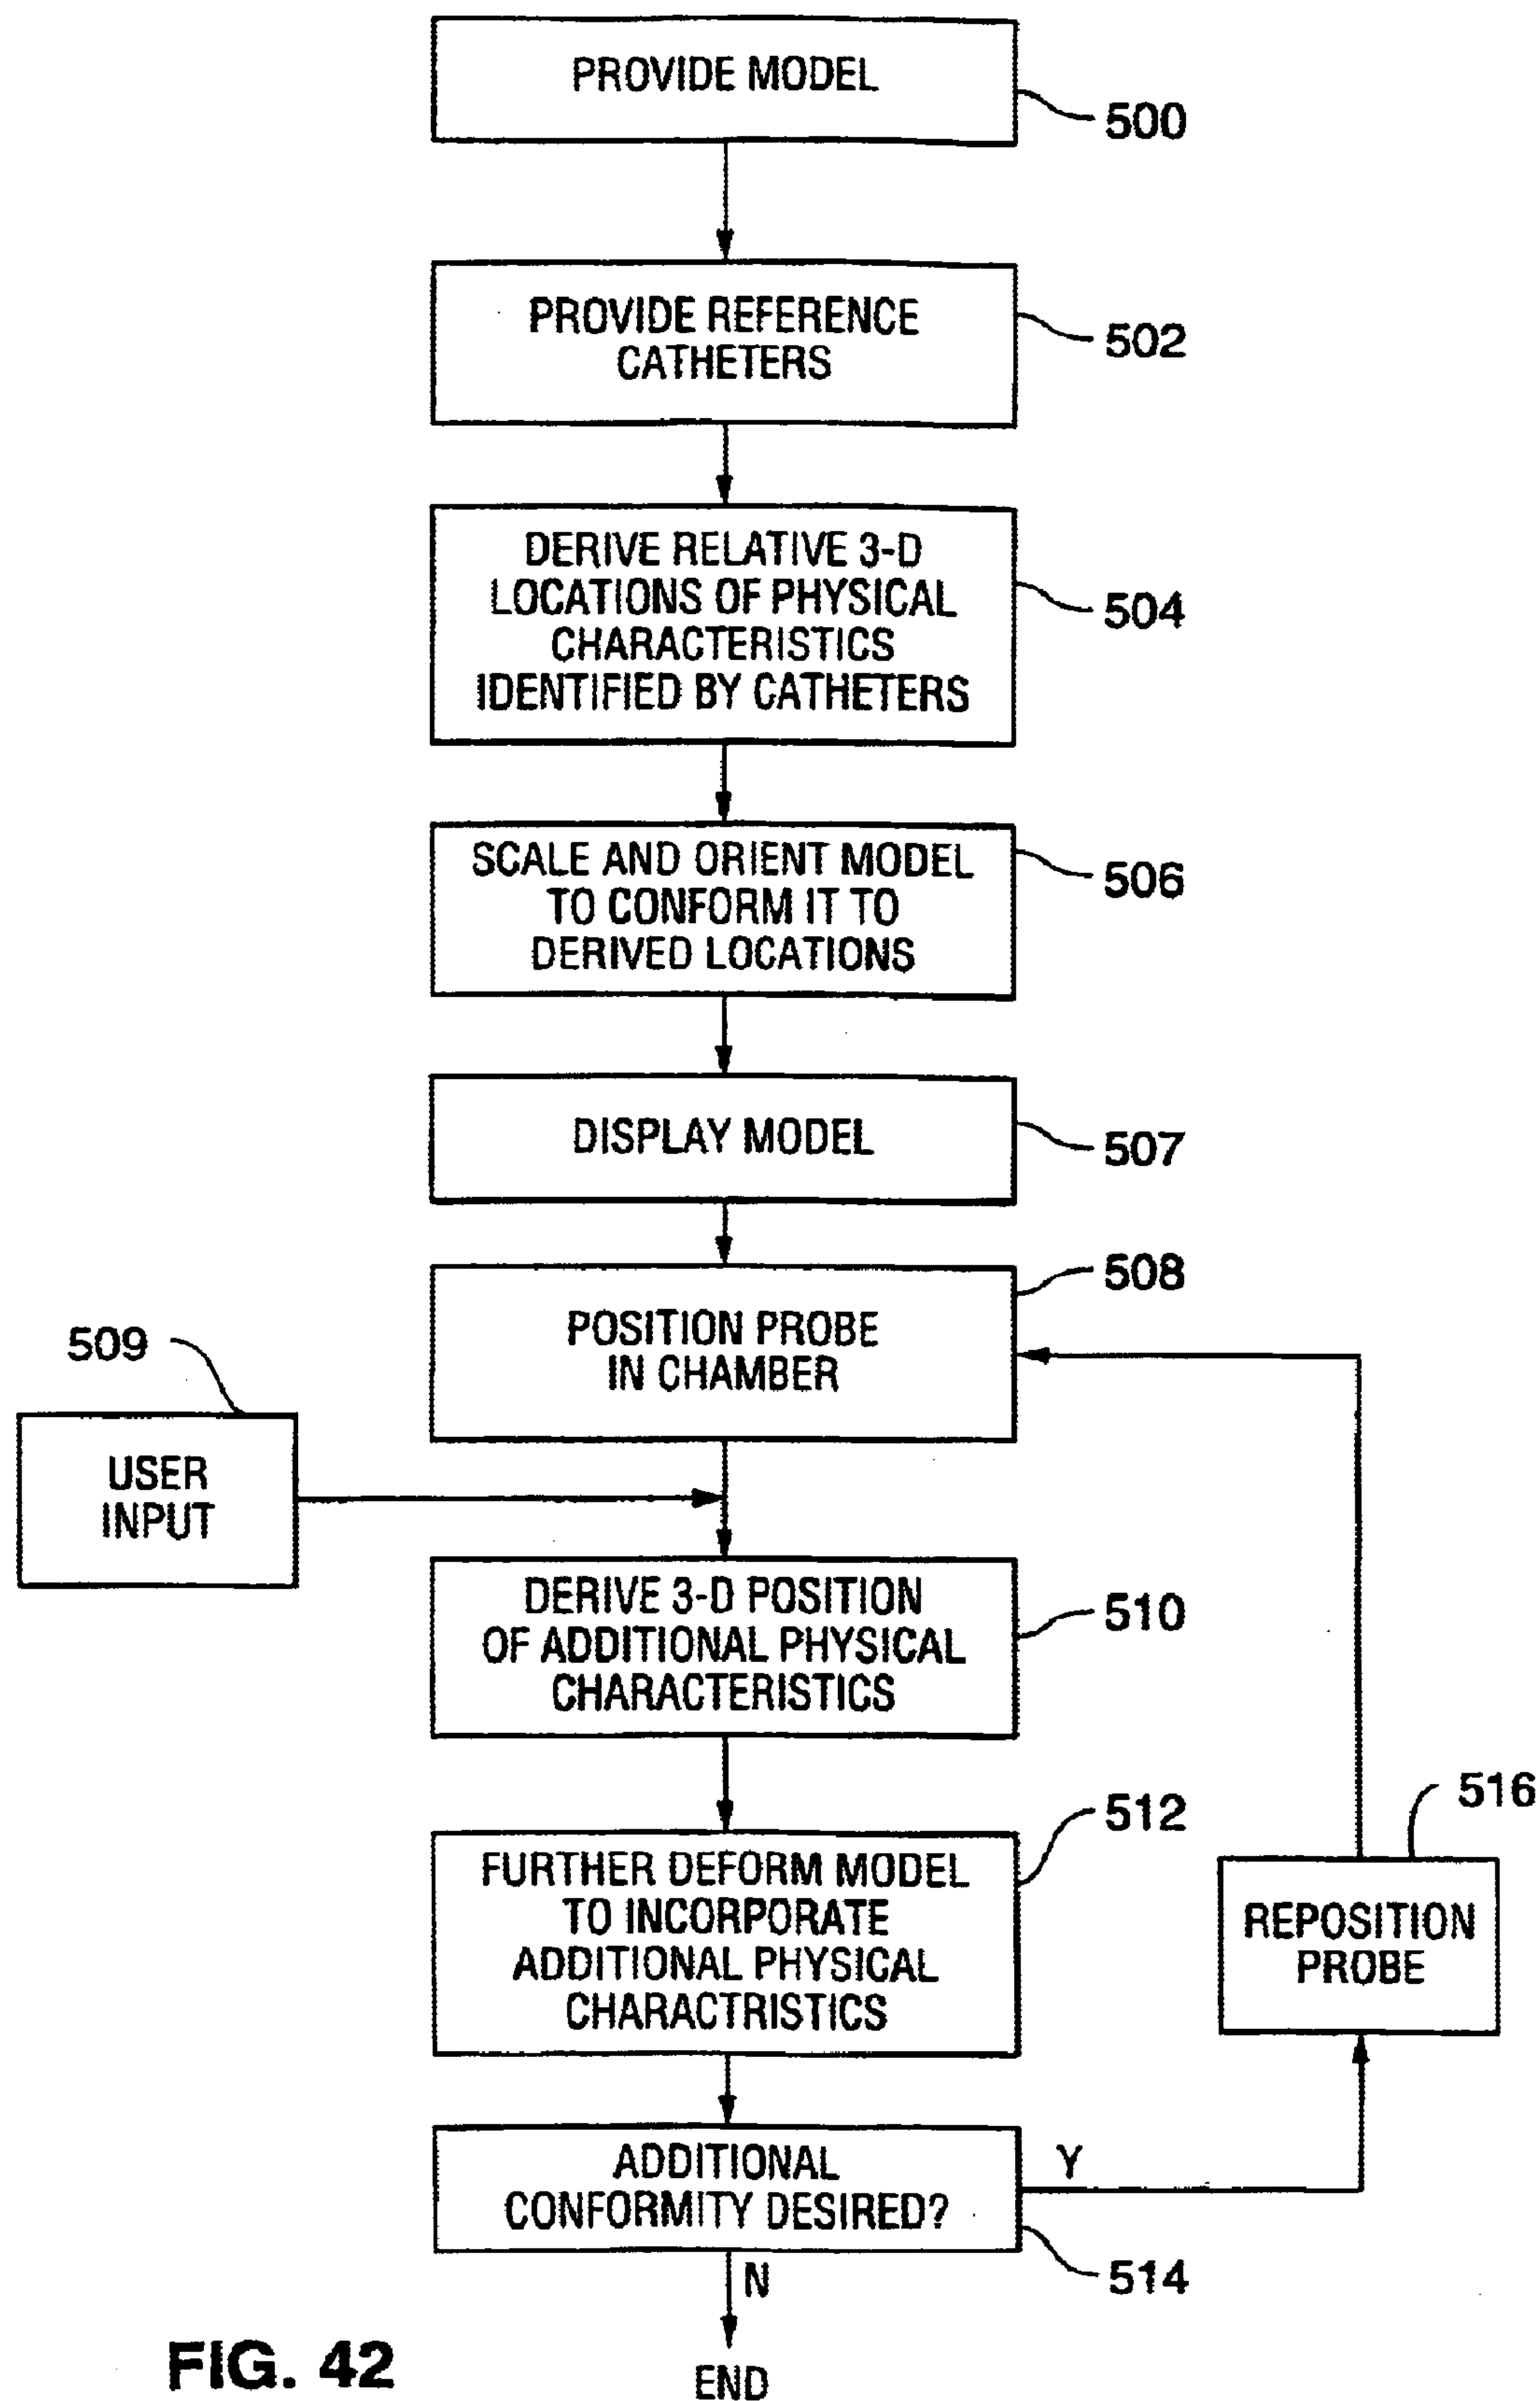 PROVIDE MODEL
500
PROVIDE REFERENCE
CATHETERS
502
DERIVE RELATIVE 3-D
LOCATIONS OF PHYSICAL
CHARACTERISTICS
IDENTIFIED BY CATHETERS
504
SCALE AND ORIENT MODEL
TO CONFORM IT TO
DERIVED LOCATIONS
506
DISPLAY MODEL
507
POSITION PROBE
IN CHAMBER
508
509
USER
INPUT
DERIVE 3-D POSITION
OF ADDITIONAL PHYSICAL
CHARACTERISTICS
510
FURTHER DEFORM MODEL
TO INCORPORATE
ADDITIONAL PHYSICAL
CHARACTRISTICS
512
516
REPOSITION
PROBE
ADDITIONAL
CONFORMITY DESIRED?
Y
514
N
END
FIG. 42